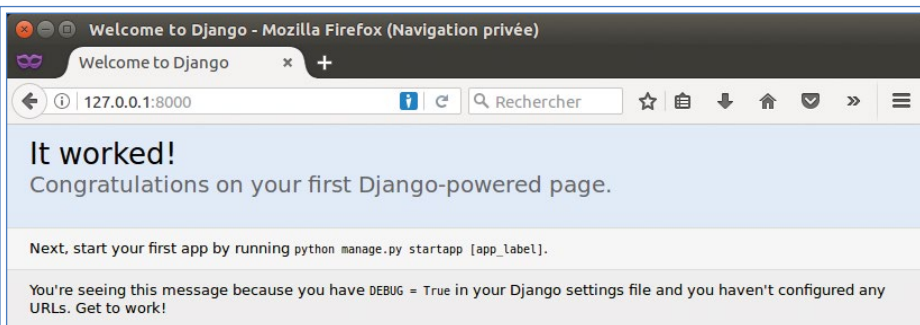 Welcome to Django - Mozilla Firefox (Navigation privée)
Welcome to Django × +
127.0.0.1:8000 Rechercher
It worked!
Congratulations on your first Django-powered page.
Next, start your first app by running python manage.py startapp [app_label].
You're seeing this message because you have DEBUG = True in your Django settings file and you haven't configured any
URLs. Get to work!